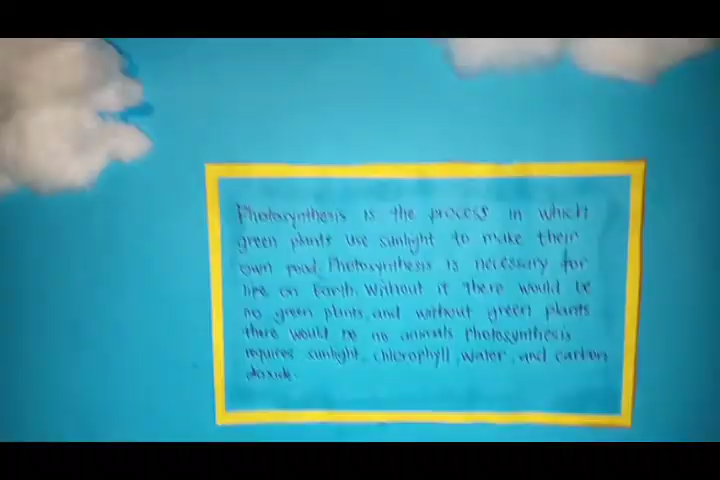 Photosynthesis is the process in which
green plants use sunlight to make their
own food. Photosynthesis is necessary for
life on Earth. Without it there would be
no green plants, and without green plants
there would be no animals Photosynthesis
requires sunlight, chlorophyll, water, and carbon
dioxide.